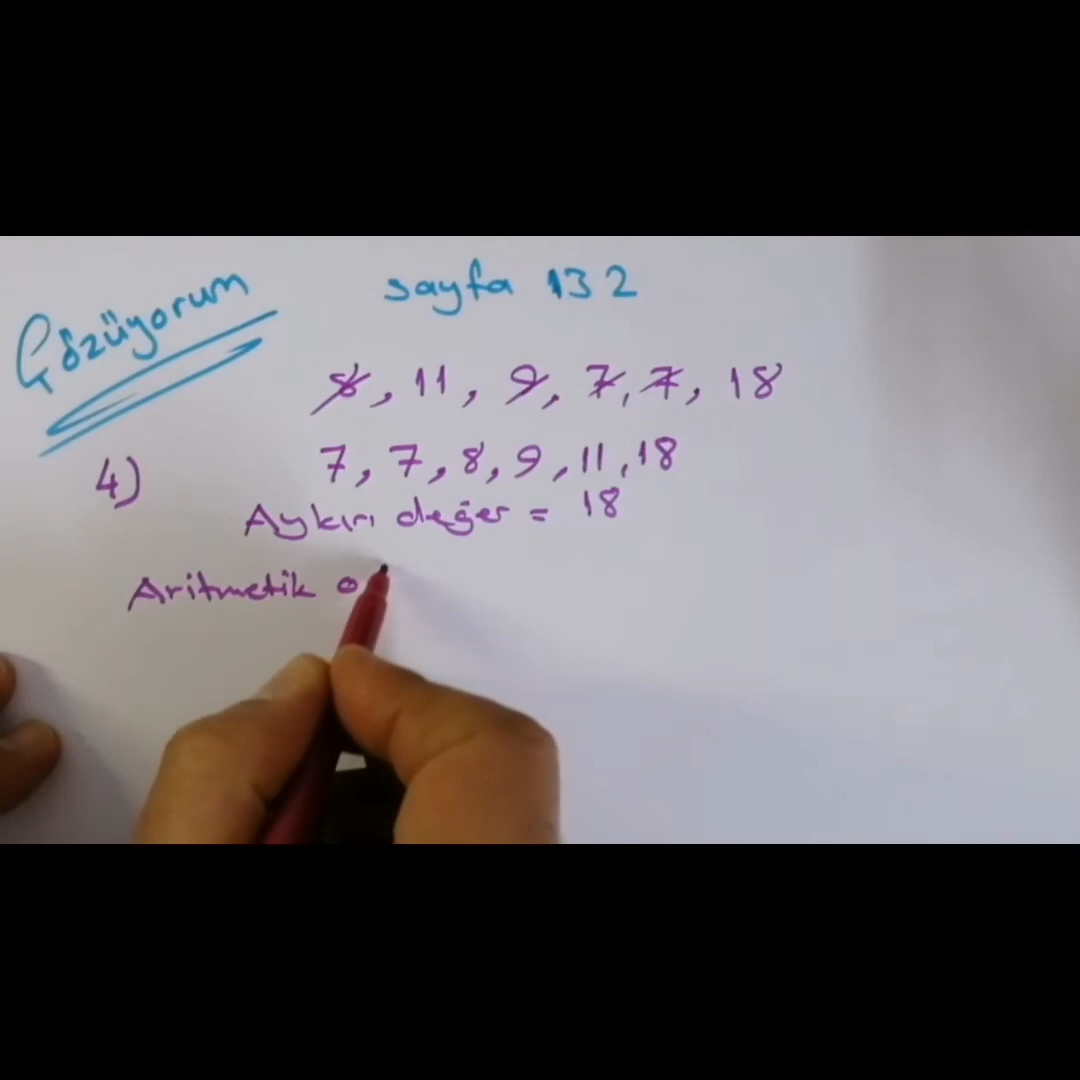 Çözüyorum
sayfa 132
8, 11, 9, 7, 7, 18
4) 7, 7, 8, 9, 11, 18
Aykırı değer = 18
Aritmetik o